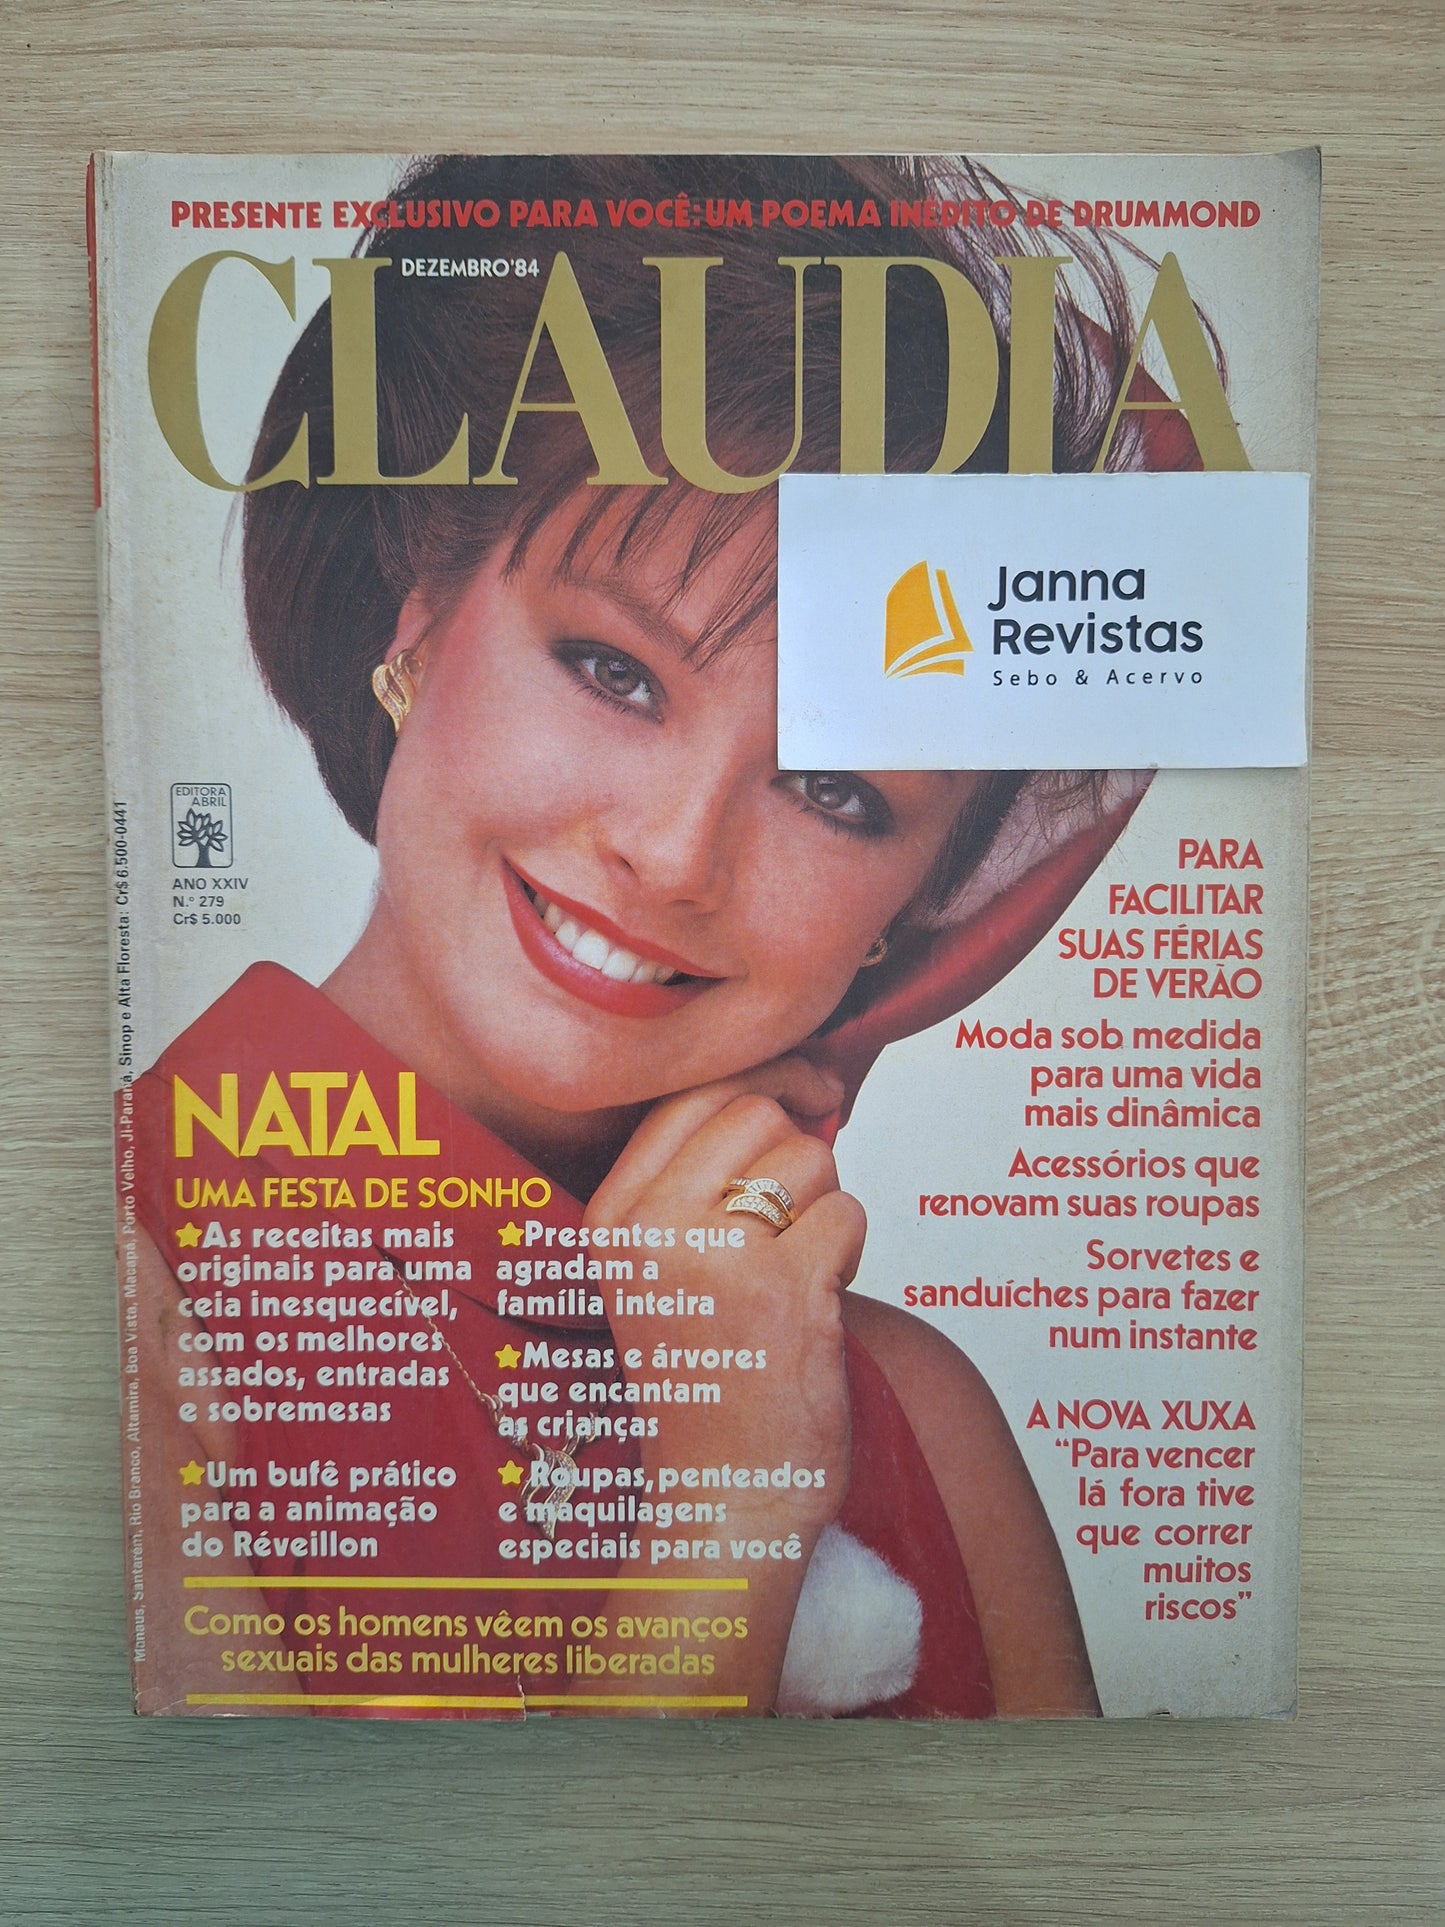 PRESENTE EXCLUSIVO PARA VOCÊ: UM POEMA INÉDITO DE DRUMMOND
CLAUDIA
DEZEMBRO'84
Janna
Revistas
Sebo & Acervo
EDITORA
ABRIL
ANO XXIV
N.º 279
Cr$ 5.000
Manaus, Santarém, Rio Branco, Altamira, Boa Vista, Macapá, Porto Velho, Ji-Paraná, Sinop e Alta Floresta: Cr$ 6.500-0441
PARA
FACILITAR
SUAS FÉRIAS
DE VERÃO
Moda sob medida
para uma vida
mais dinâmica
Acessórios que
renovam suas roupas
Sorvetes e
sanduíches para fazer
num instante
A NOVA XUXA
“Para vencer
lá fora tive
que correr
muitos
riscos”
NATAL
UMA FESTA DE SONHO
As receitas mais
originais para uma
ceia inesquecível,
com os melhores
assados, entradas
e sobremesas
Um bufê prático
para a animação
do Réveillon
Presentes que
agradam a
família inteira
Mesas e árvores
que encantam
as crianças
Roupas, penteados
e maquilagens
especiais para você
Como os homens vêem os avanços
sexuais das mulheres liberadas